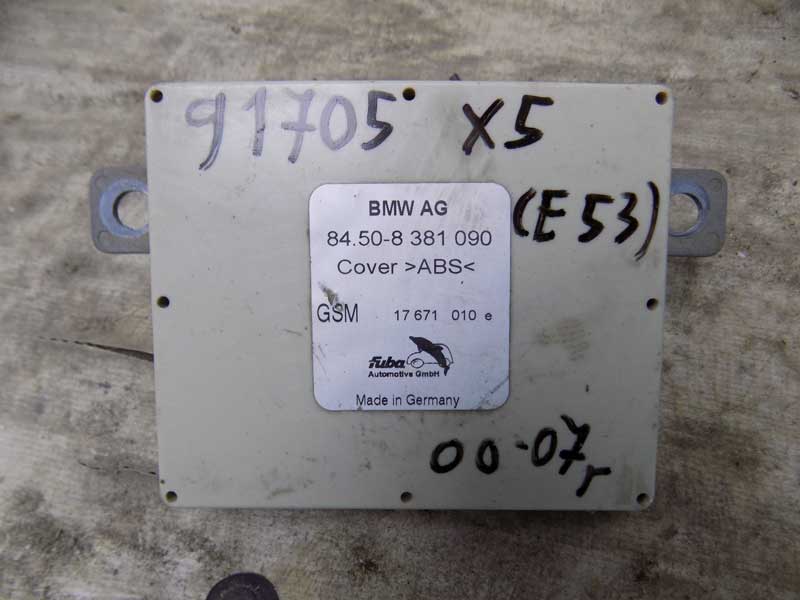 91705 X5
(E53)
BMW AG
84.50-8 381 090
Cover >ABS<
GSM 17 671 010 e
fuba
Automotive GmbH
Made in Germany
00-07г